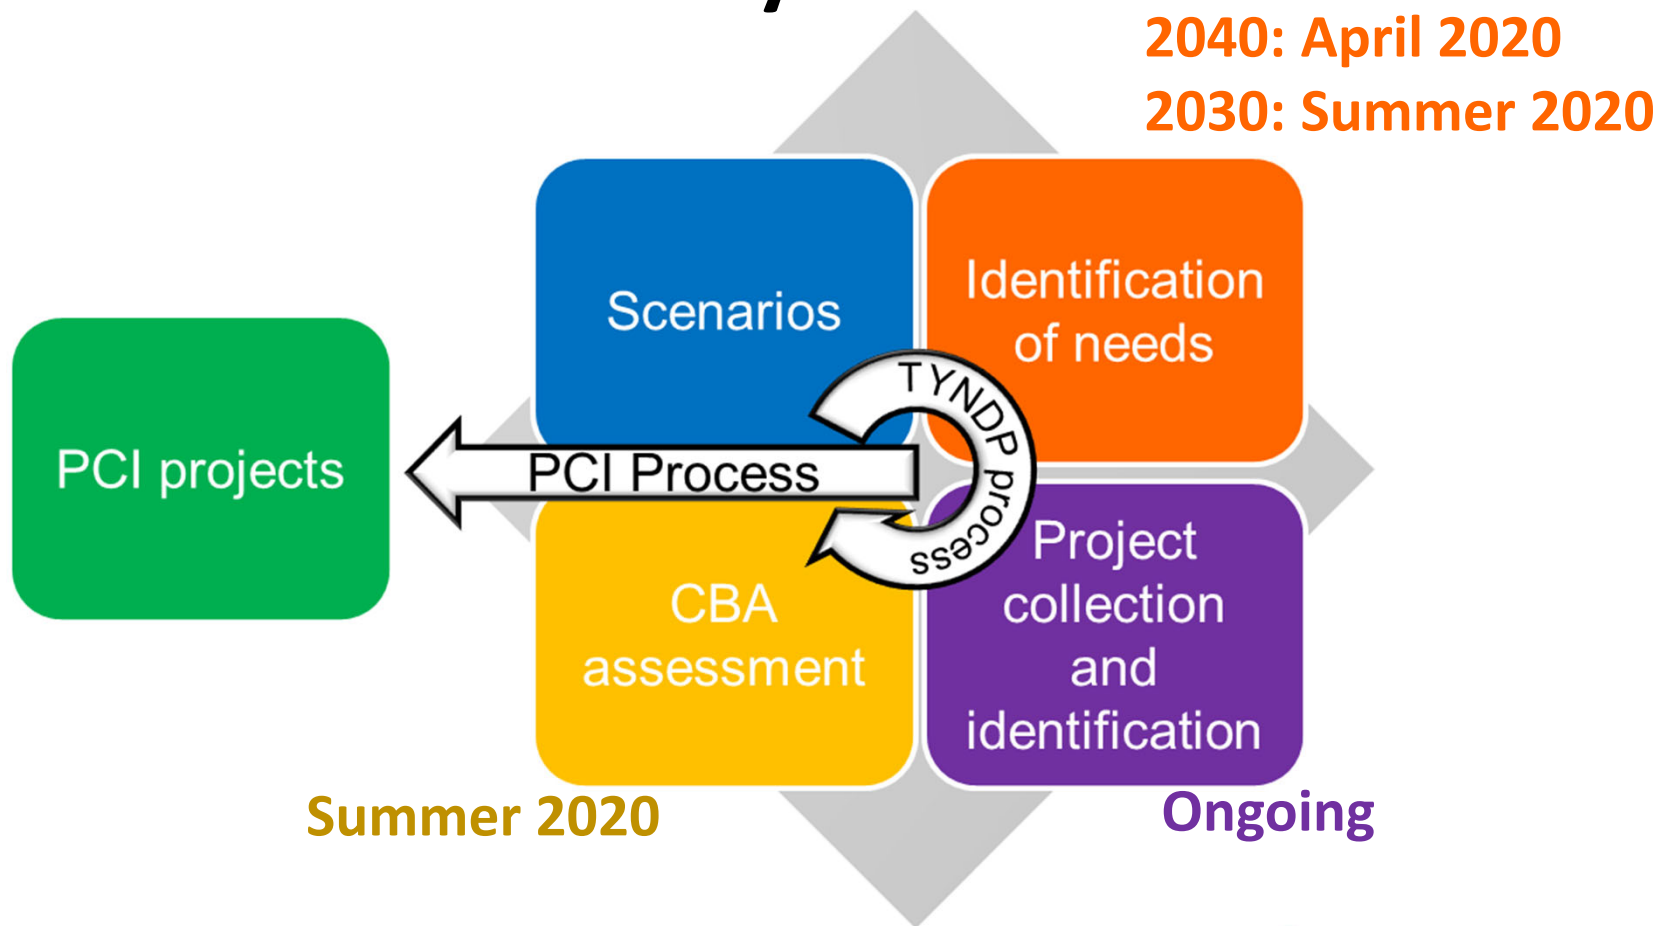 2040: April 2020
2030: Summer 2020
Scenarios
Identification
of needs
PCI projects
PCI Process
TYNDP process
CBA
assessment
Project
collection
and
identification
Summer 2020
Ongoing